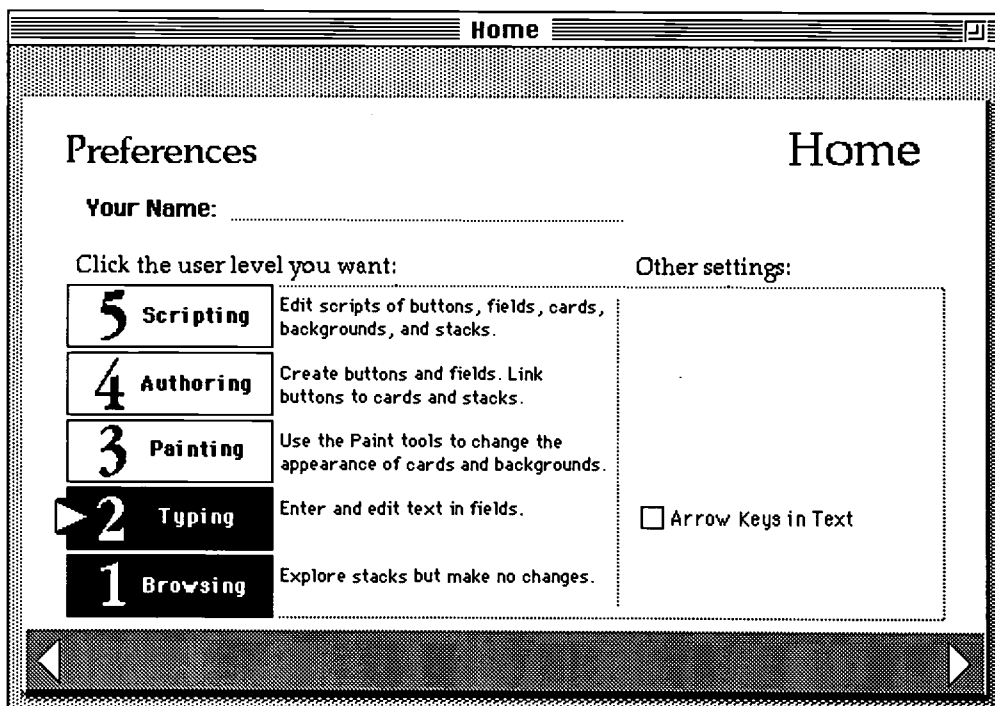 Home
Preferences
Home
Your Name:
Click the user level you want:
Other settings:
5 Scripting
Edit scripts of buttons, fields, cards,
backgrounds, and stacks.
4 Authoring
Create buttons and fields. Link
buttons to cards and stacks.
3 Painting
Use the Paint tools to change the
appearance of cards and backgrounds.
2 Typing
Enter and edit text in fields.
Arrow Keys in Text
1 Browsing
Explore stacks but make no changes.